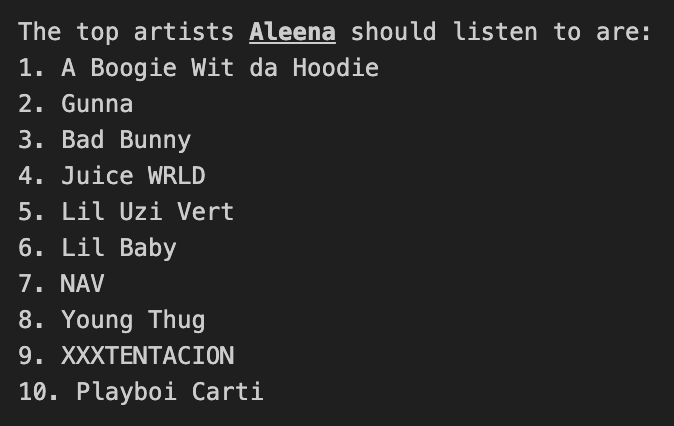 The top artists Aleena should listen to are:
1. A Boogie Wit da Hoodie
2. Gunna
3. Bad Bunny
4. Juice WRLD
5. Lil Uzi Vert
6. Lil Baby
7. NAV
8. Young Thug
9. XXXTENTACION
10. Playboi Carti